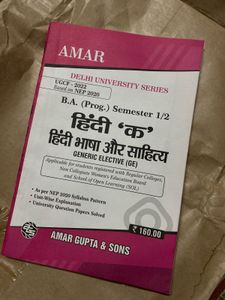 AMAR
DELHI UNIVERSITY SERIES
UGCF - 2022
Based on NEP 2020
B.A. (Prog.) Semester 1/2
हिंदी 'क'
हिंदी भाषा और साहित्य
GENERIC ELECTIVE (GE)
Applicable for students registered with Regular Colleges,
Non Collegiate Women's Education Board
and School of Open Learning (SOL)
• As per NEP 2020 Syllabus Pattern
• Unit-Wise Explanation
• University Question Papers Solved
₹ 160.00
AMAR GUPTA & SONS